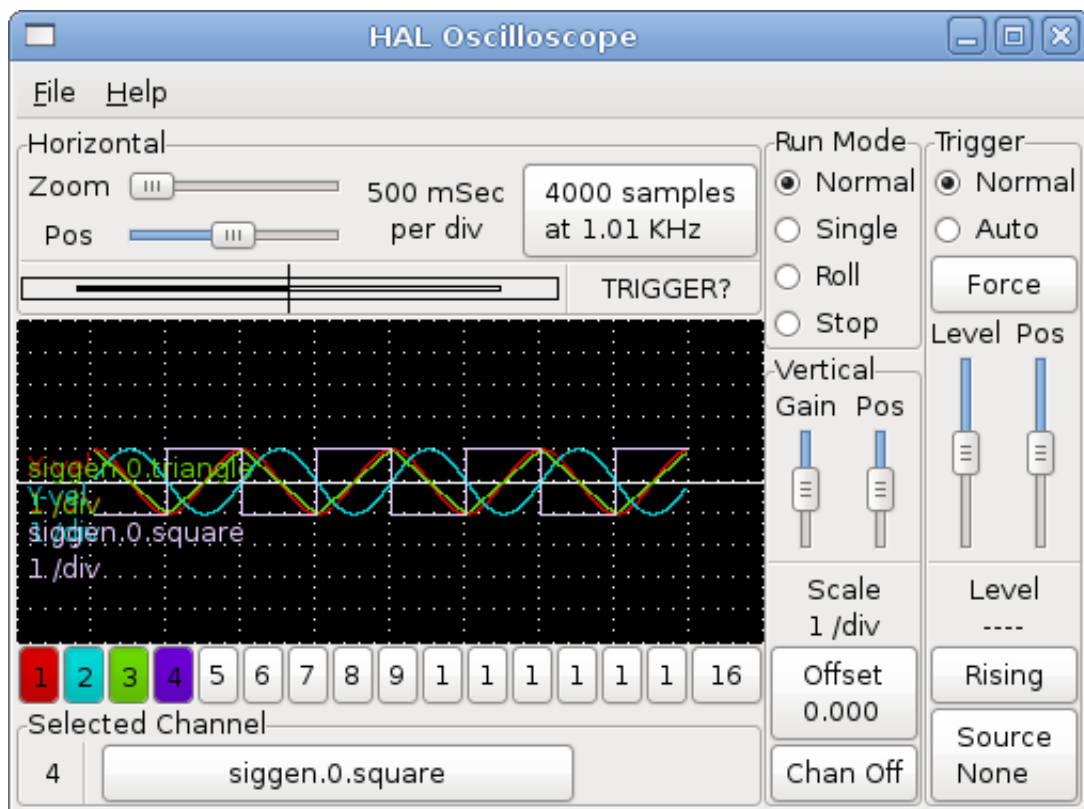 HAL Oscilloscope
File Help
Horizontal
Zoom
Pos
500 mSec
per div
4000 samples
at 1.01 KHz
TRIGGER?
Run Mode
Normal
Single
Roll
Stop
Trigger
Normal
Auto
Force
Level Pos
Vertical
Gain Pos
Scale
1 /div
Offset
0.000
Chan Off
Level
----
Rising
Source
None
siggen.0.triangle
Y-vel
1 /div
siggen.0.square
1 /div
1 2 3 4 5 6 7 8 9 1 1 1 1 1 1 16
Selected Channel
4
siggen.0.square